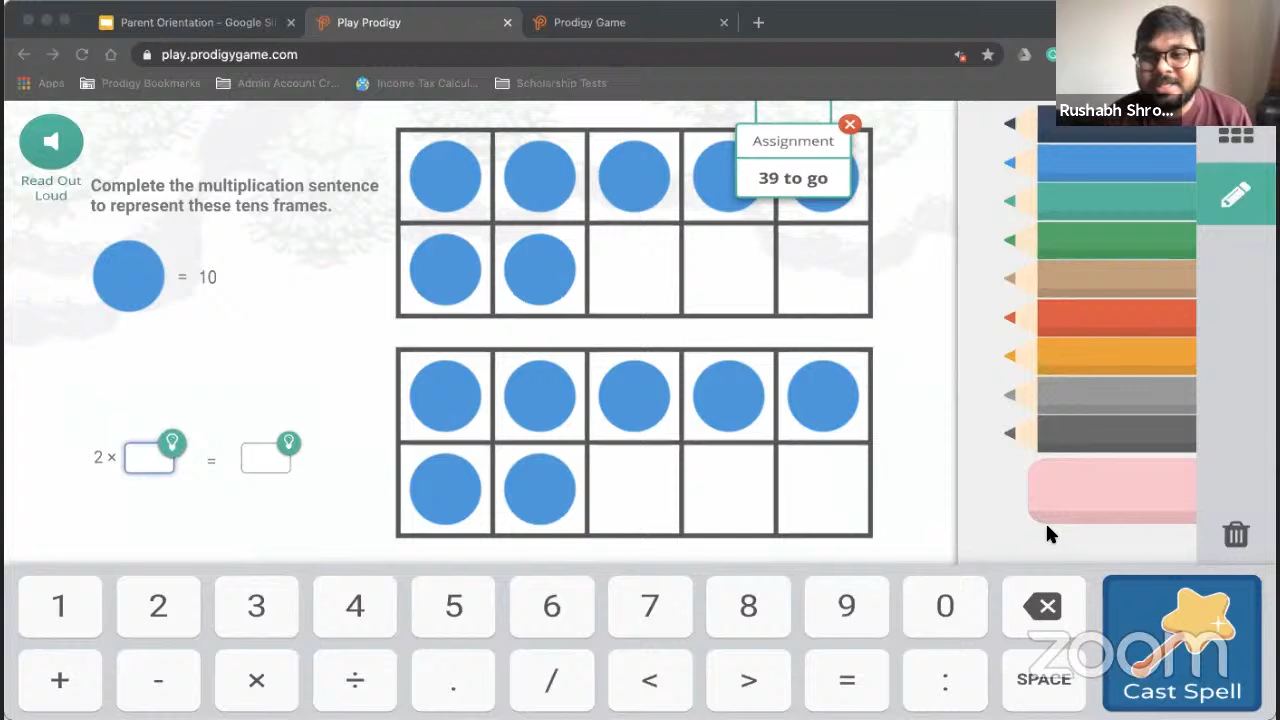 Parent Orientation – Google Sli
Play Prodigy
Prodigy Game
play.prodigygame.com
Apps
Prodigy Bookmarks
Admin Account Cr...
Income Tax Calcul...
Scholarship Tests
Rushabh Shro...
Read Out
Loud
Complete the multiplication sentence
to represent these tens frames.
= 10
Assignment
39 to go
2 × =
1 2 3 4 5 6 7 8 9 0
+ - × ÷ . / < > = : SPACE
Cast Spell
zoom